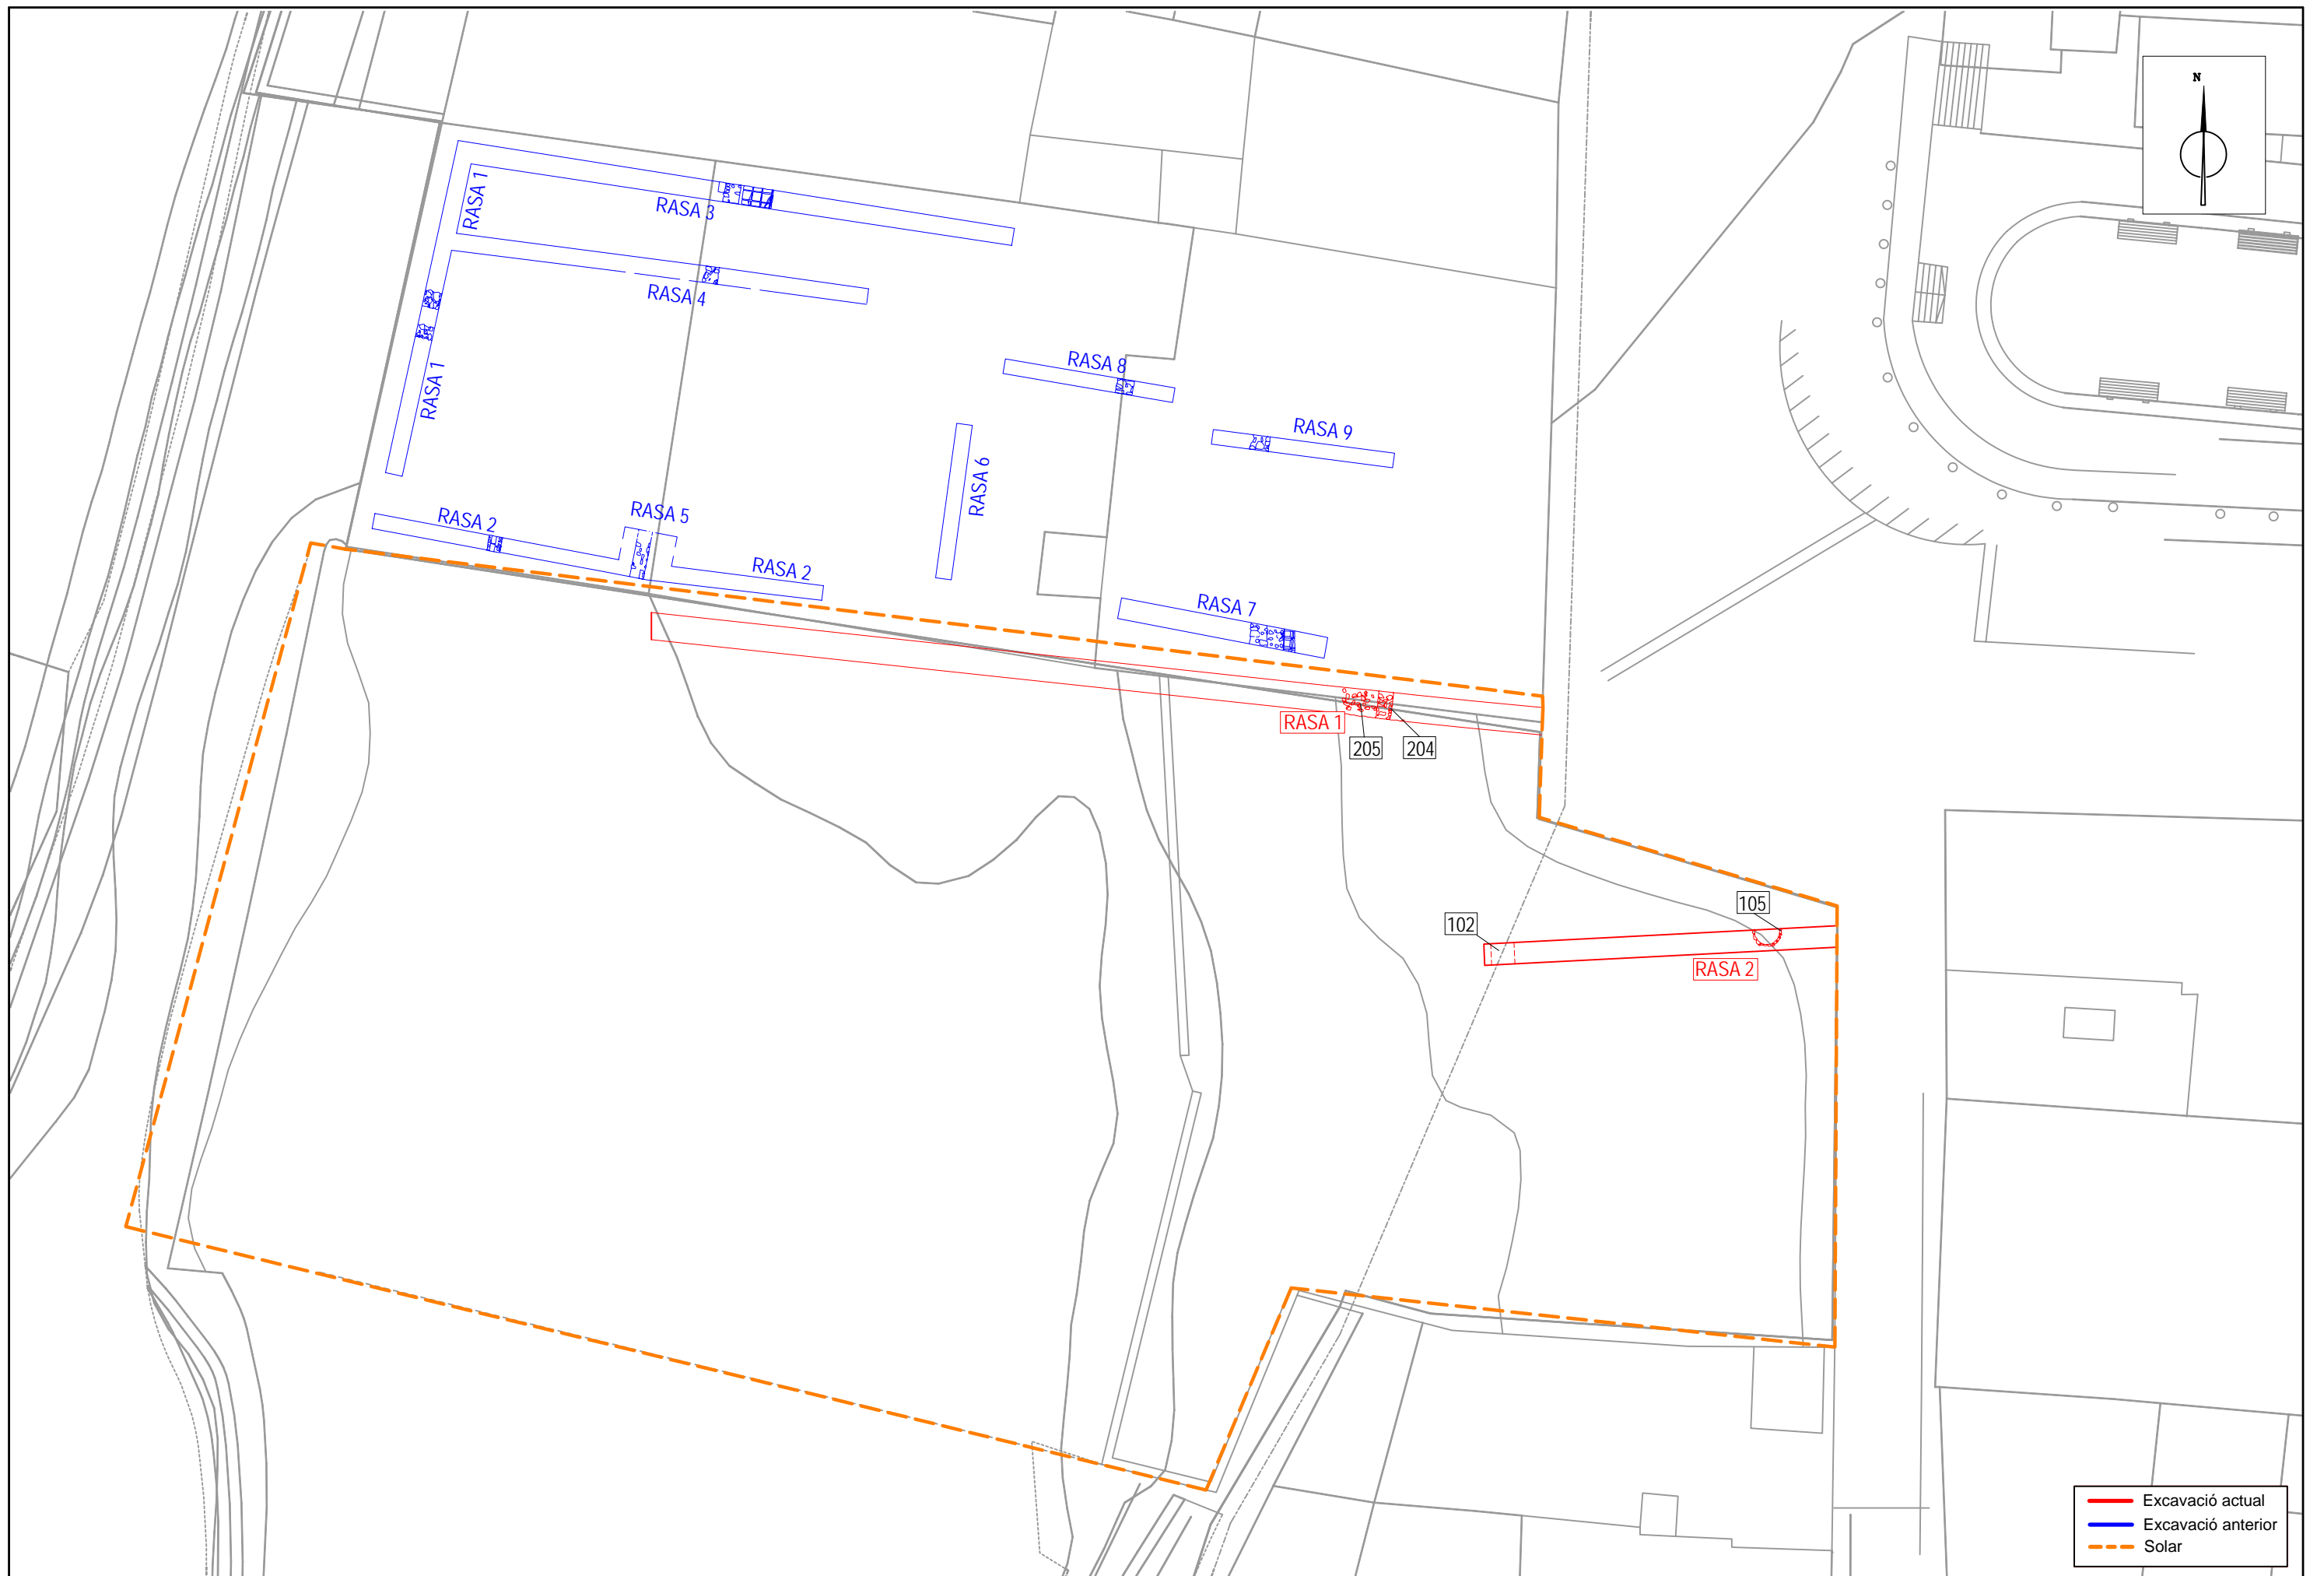 N
RASA 1
RASA 3
RASA 4
RASA 1
RASA 8
RASA 9
RASA 6
RASA 2
RASA 5
RASA 2
RASA 7
RASA 1
205
204
105
102
RASA 2
Excavació actual
Excavació anterior
Solar